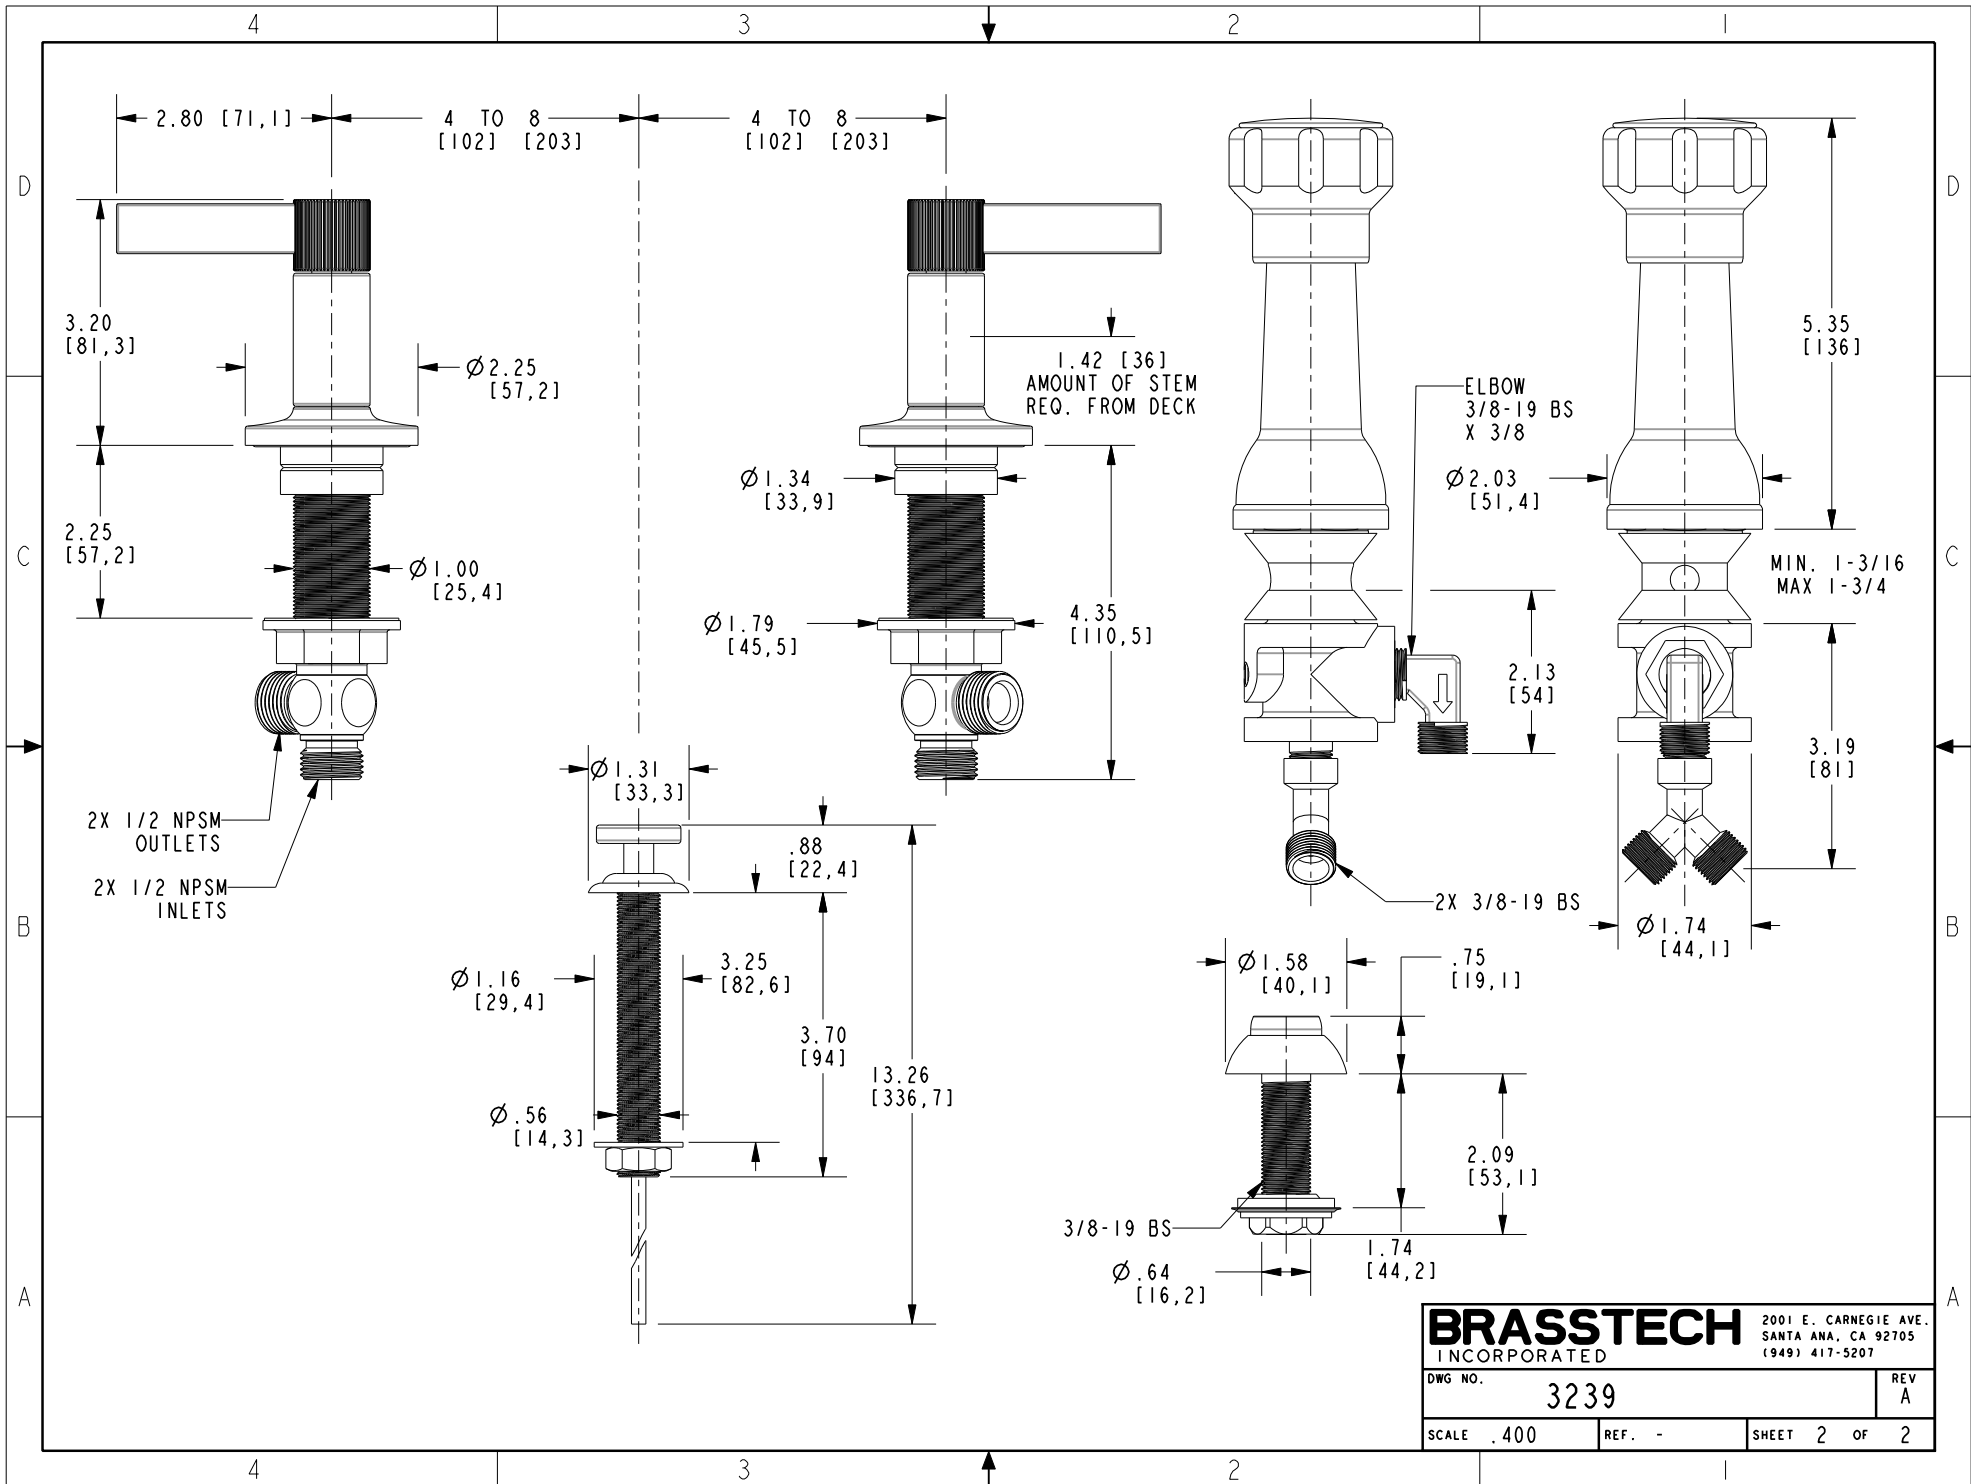 4 3 2 1
D
D
C
C
B
B
A
A
2.80 [71,1]
4 TO 8
[102] [203]
4 TO 8
[102] [203]
3.20
[81,3]
Ø2.25
[57,2]
1.42 [36]
AMOUNT OF STEM
REQ. FROM DECK
ELBOW
3/8-19 BS
X 3/8
5.35
[136]
Ø1.34
[33,9]
Ø2.03
[51,4]
2.25
[57,2]
Ø1.00
[25,4]
MIN. 1-3/16
MAX 1-3/4
Ø1.79
[45,5]
4.35
[110,5]
2.13
[54]
3.19
[81]
2X 1/2 NPSM
OUTLETS
2X 1/2 NPSM
INLETS
Ø1.31
[33,3]
.88
[22,4]
2X 3/8-19 BS
Ø1.74
[44,1]
Ø1.16
[29,4]
3.25
[82,6]
Ø1.58
[40,1]
.75
[19,1]
3.70
[94]
13.26
[336,7]
Ø.56
[14,3]
2.09
[53,1]
3/8-19 BS
1.74
[44,2]
Ø.64
[16,2]
BRASSTECH
INCORPORATED
2001 E. CARNEGIE AVE.
SANTA ANA, CA 92705
(949) 417-5207
DWG NO.
3239
REV
A
SCALE .400
REF. -
SHEET 2 OF 2
4 3 2 1